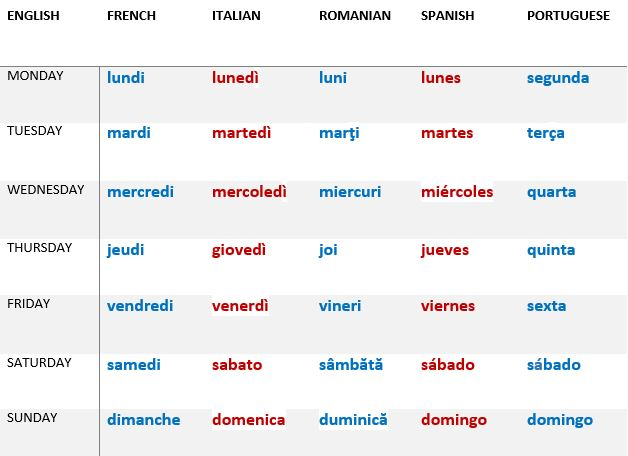 ENGLISH FRENCH ITALIAN ROMANIAN SPANISH PORTUGUESE
MONDAY lundi lunedì luni lunes segunda
TUESDAY mardi martedì marţi martes terça
WEDNESDAY mercredi mercoledì miercuri miércoles quarta
THURSDAY jeudi giovedì joi jueves quinta
FRIDAY vendredi venerdì vineri viernes sexta
SATURDAY samedi sabato sâmbătă sábado sábado
SUNDAY dimanche domenica duminică domingo domingo